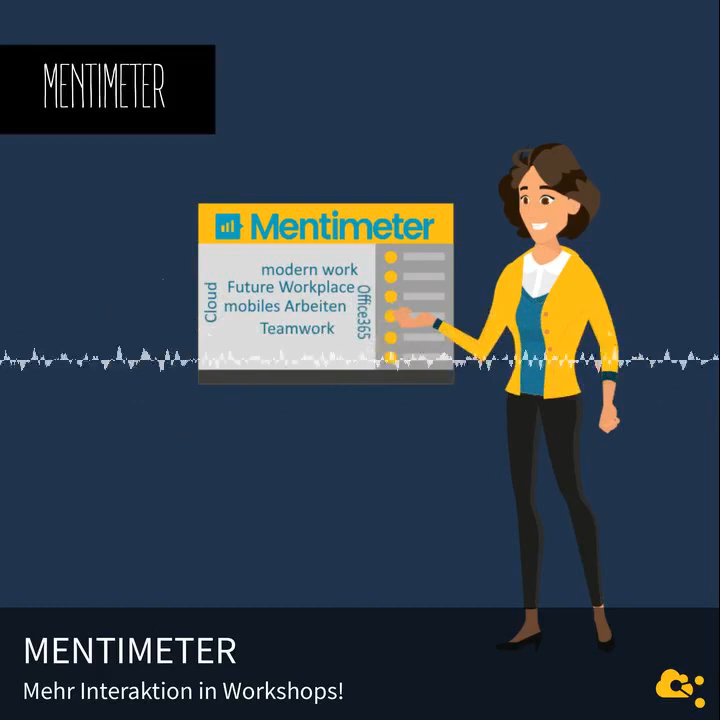 MENTIMETER
Mentimeter
modern work
Future Workplace
mobiles Arbeiten
Teamwork
Cloud
Office365
MENTIMETER
Mehr Interaktion in Workshops!